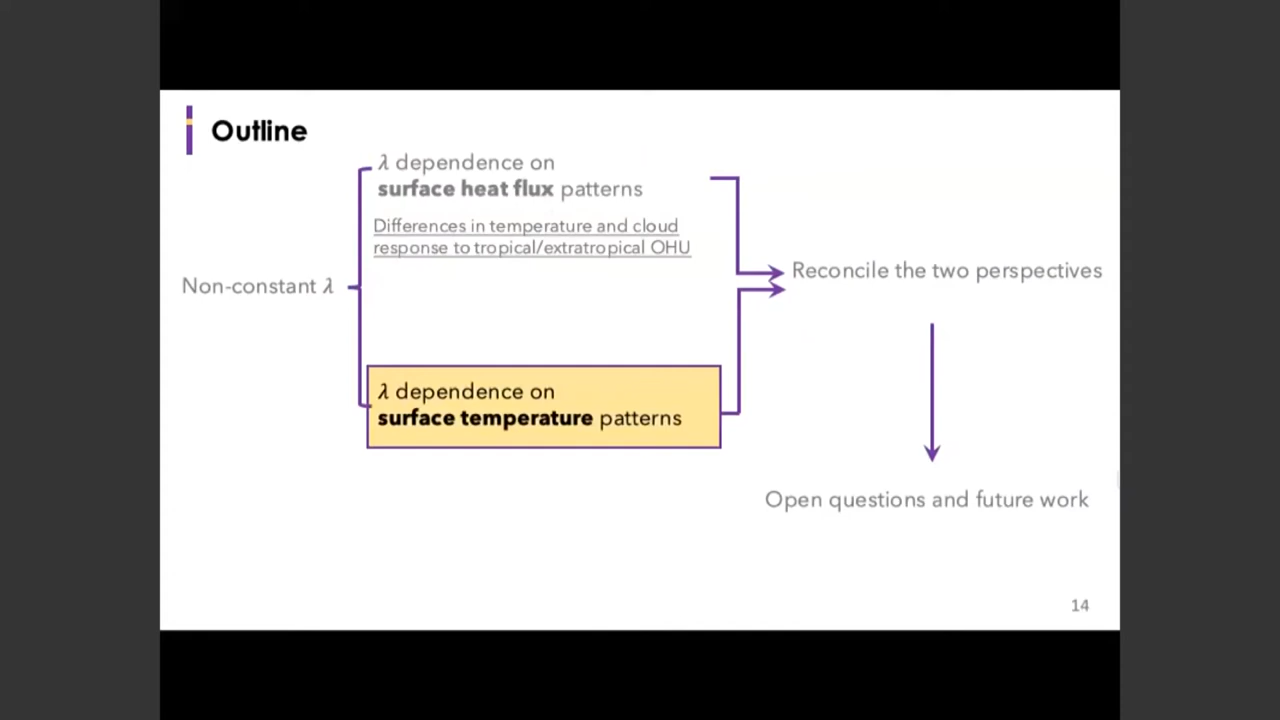 Outline
λ dependence on
surface heat flux patterns
Differences in temperature and cloud
response to tropical/extratropical OHU
Non-constant λ
λ dependence on
surface temperature patterns
Reconcile the two perspectives
Open questions and future work
14